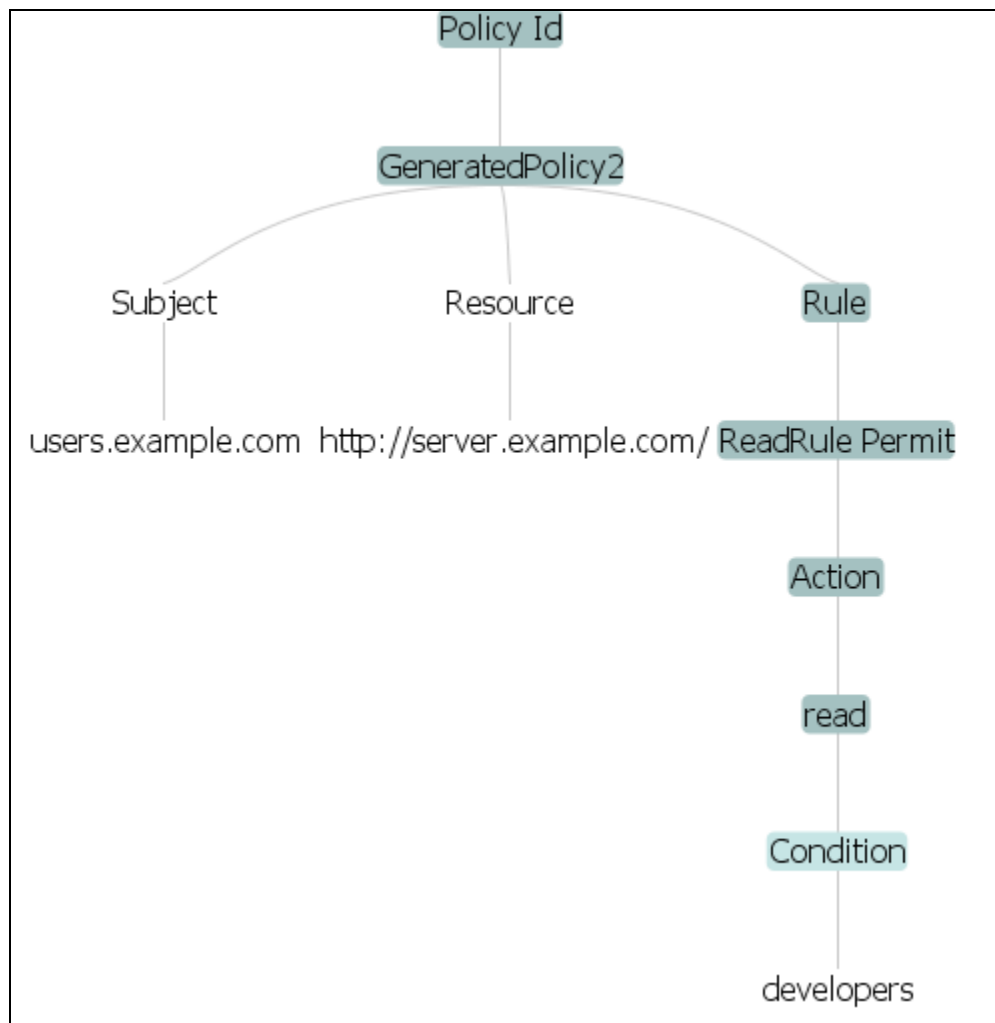 Policy Id
GeneratedPolicy2
Subject
Resource
Rule
users.example.com
http://server.example.com/
ReadRule Permit
Action
read
Condition
developers